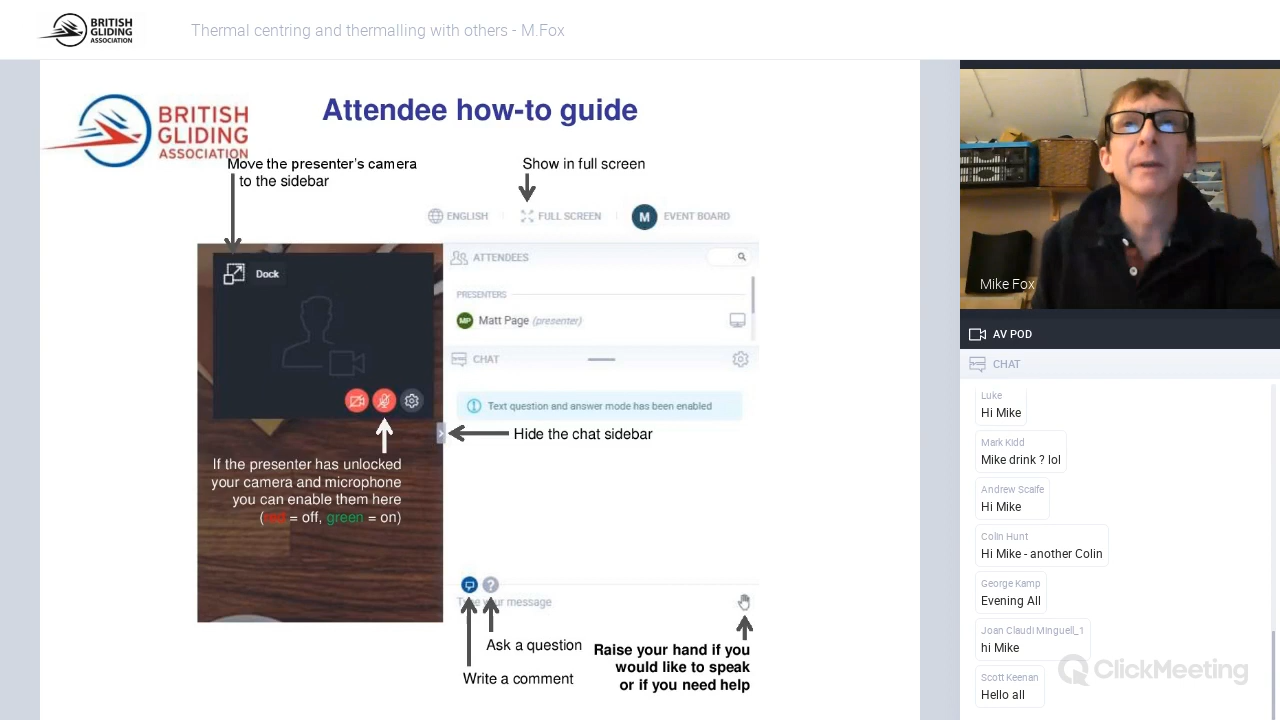 BRITISH
GLIDING
ASSOCIATION
Thermal centring and thermalling with others - M.Fox
BRITISH
GLIDING
ASSOCIATION
Attendee how-to guide
Move the presenter's camera
to the sidebar
Show in full screen
ENGLISH
FULL SCREEN
M
EVENT BOARD
Dock
ATTENDEES
PRESENTERS
MP
Matt Page (presenter)
CHAT
Text question and answer mode has been enabled
Hide the chat sidebar
If the presenter has unlocked
your camera and microphone
you can enable them here
(red = off, green = on)
?
Type your message
Ask a question
Write a comment
Raise your hand if you
would like to speak
or if you need help
Mike Fox
AV POD
CHAT
Luke
Hi Mike
Mark Kidd
Mike drink ? lol
Andrew Scaife
Hi Mike
Colin Hunt
Hi Mike - another Colin
George Kamp
Evening All
Joan Claudi Minguell_1
hi Mike
Scott Keenan
Hello all
ClickMeeting